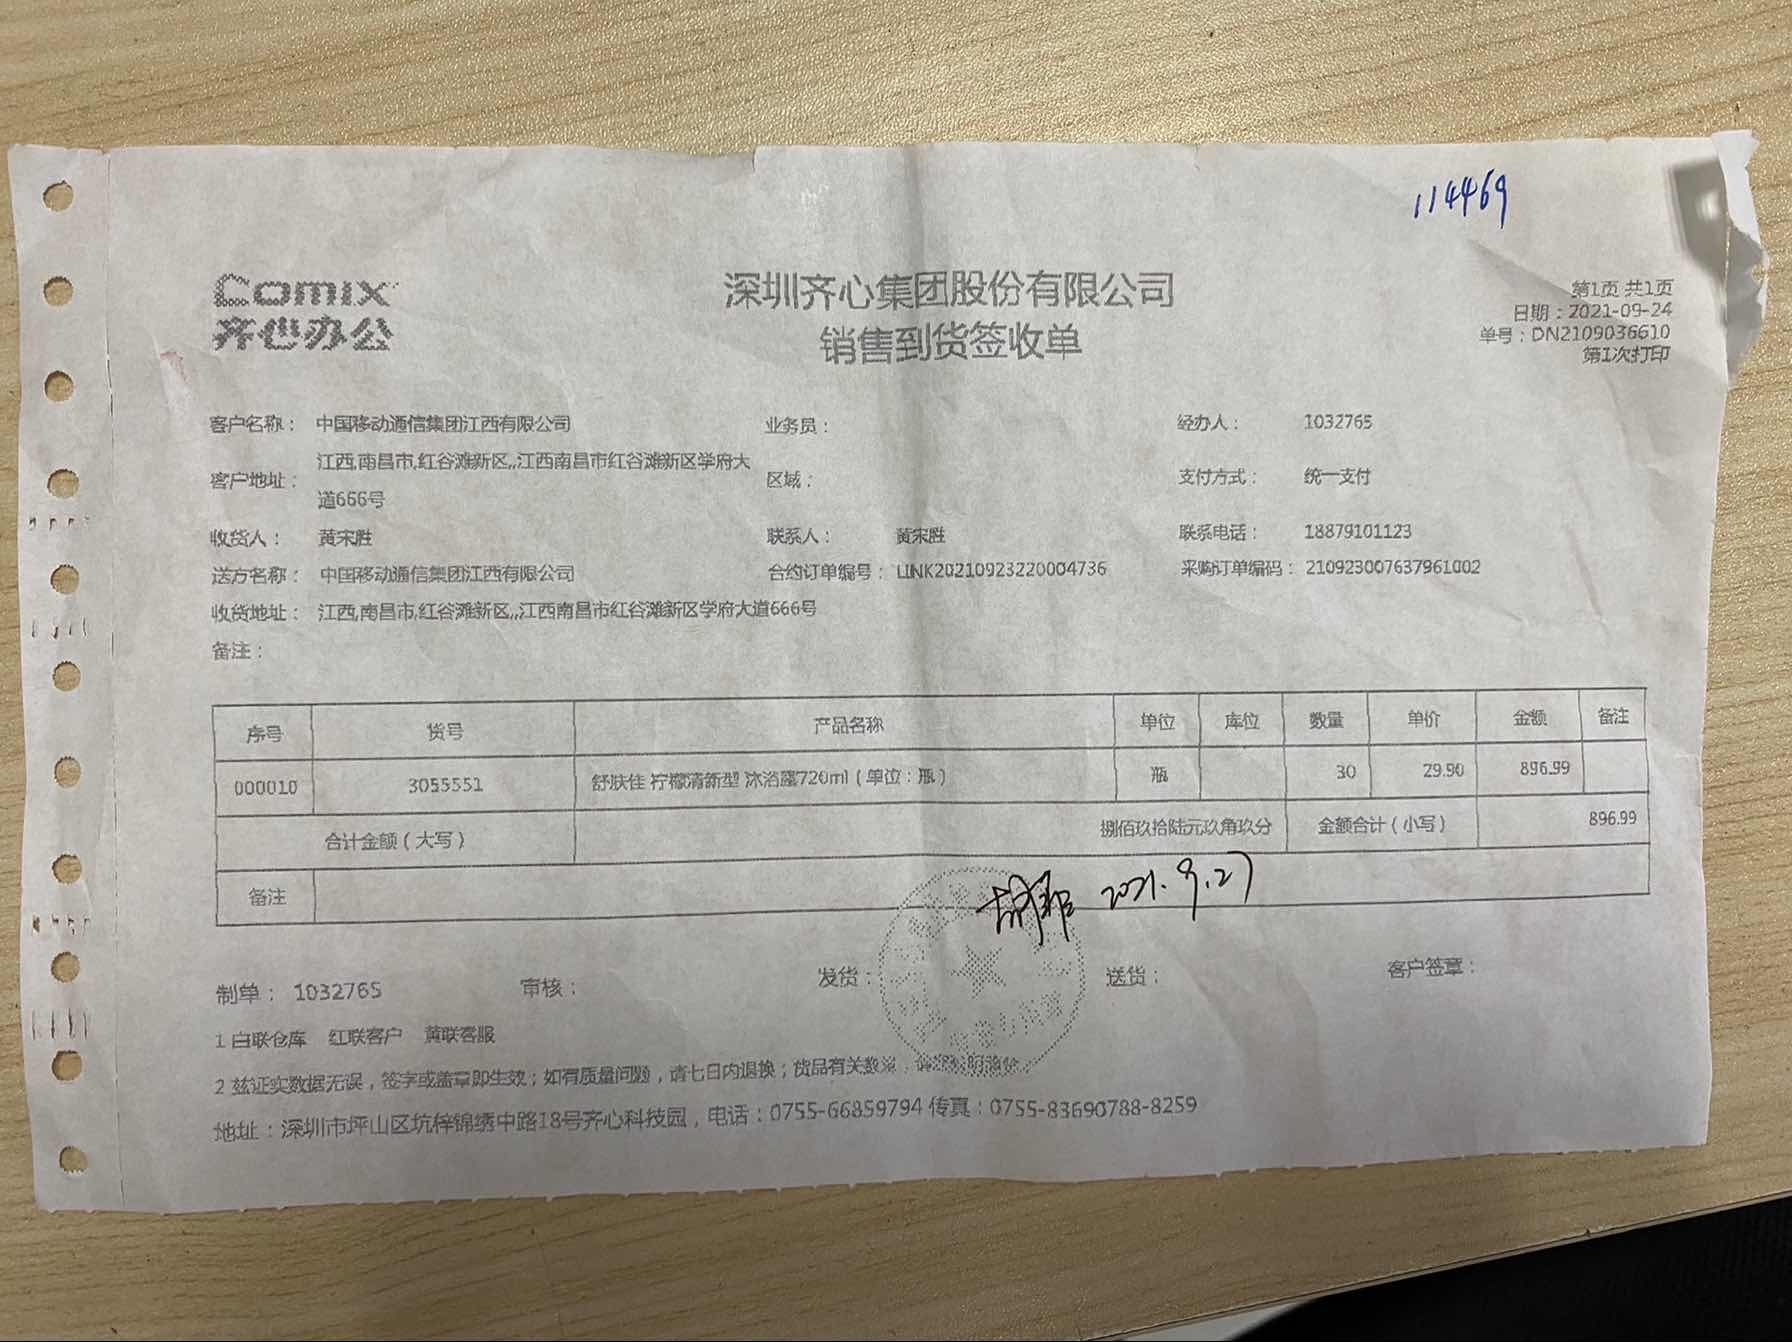 114469
Comix
齐心办公
深圳齐心集团股份有限公司
销售到货签收单
第1页 共1页
日期：2021-09-24
单号：DN2109036610
第1次打印
客户名称： 中国移动通信集团江西有限公司 业务员： 经办人： 1032765
客户地址： 江西,南昌市,红谷滩新区,,江西南昌市红谷滩新区学府大
道666号 区域： 支付方式： 统一支付
收货人： 黄宋胜 联系人： 黄宋胜 联系电话： 18879101123
送方名称： 中国移动通信集团江西有限公司 合约订单编号： LINK20210923220004736 采购订单编码： 210923007637961002
收货地址： 江西,南昌市,红谷滩新区,,江西南昌市红谷滩新区学府大道666号
备注：
序号 货号 产品名称 单位 库位 数量 单价 金额 备注
000010 3055551 舒肤佳 柠檬清新型 沐浴露720ml（单位：瓶） 瓶 30 29.90 896.99
合计金额（大写） 捌佰玖拾陆元玖角玖分 金额合计（小写） 896.99
备注
2021.9.27
制单： 1032765 审核： 发货： 送货： 客户签章：
1 白联仓库 红联客户 黄联客服
2 兹证实数据无误，签字或盖章即生效；如有质量问题，请七日内退换；货品有关数
地址：深圳市坪山区坑梓锦绣中路18号齐心科技园，电话：0755-66859794 传真：0755-83690788-8259